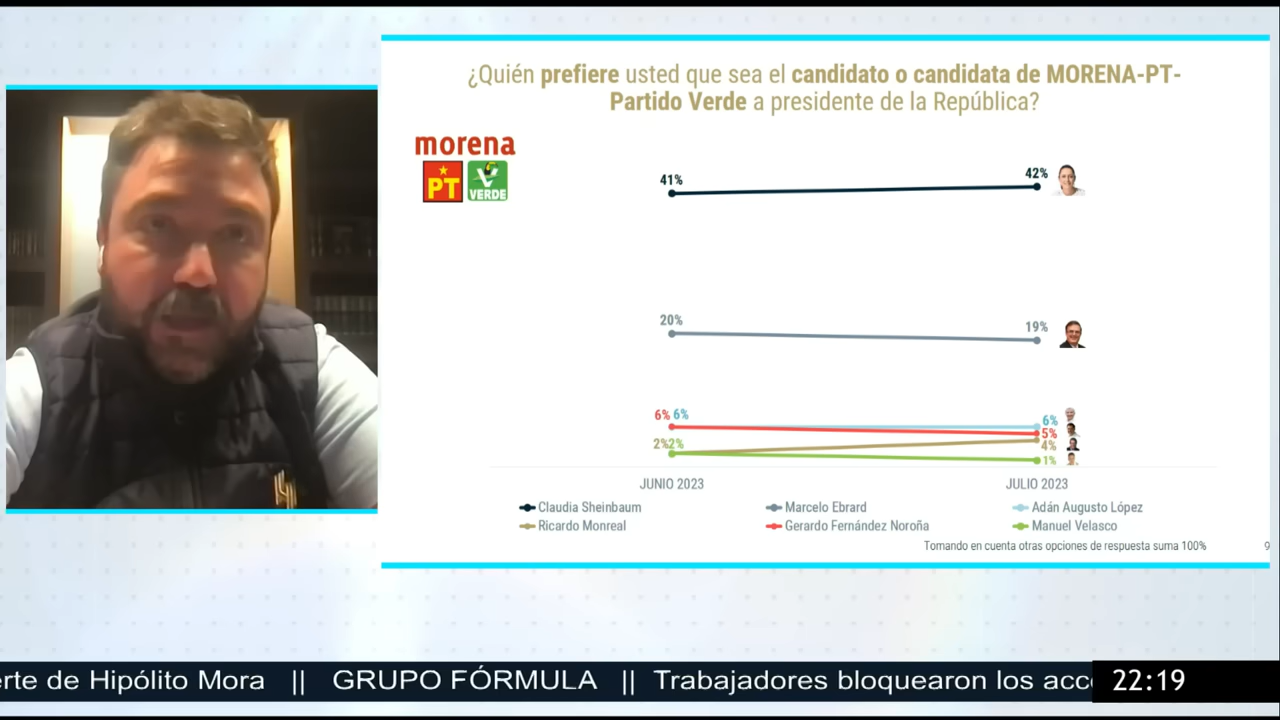 ¿Quién prefiere usted que sea el candidato o candidata de MORENA-PT-
Partido Verde a presidente de la República?
morena
PT
VERDE
41%
42%
20%
19%
6% 6%
6%
5%
2% 2%
4%
1%
JUNIO 2023
JULIO 2023
Claudia Sheinbaum
Marcelo Ebrard
Adán Augusto López
Ricardo Monreal
Gerardo Fernández Noroña
Manuel Velasco
Tomando en cuenta otras opciones de respuesta suma 100%
9
erte de Hipólito Mora || GRUPO FÓRMULA || Trabajadores bloquearon los acc
22:19